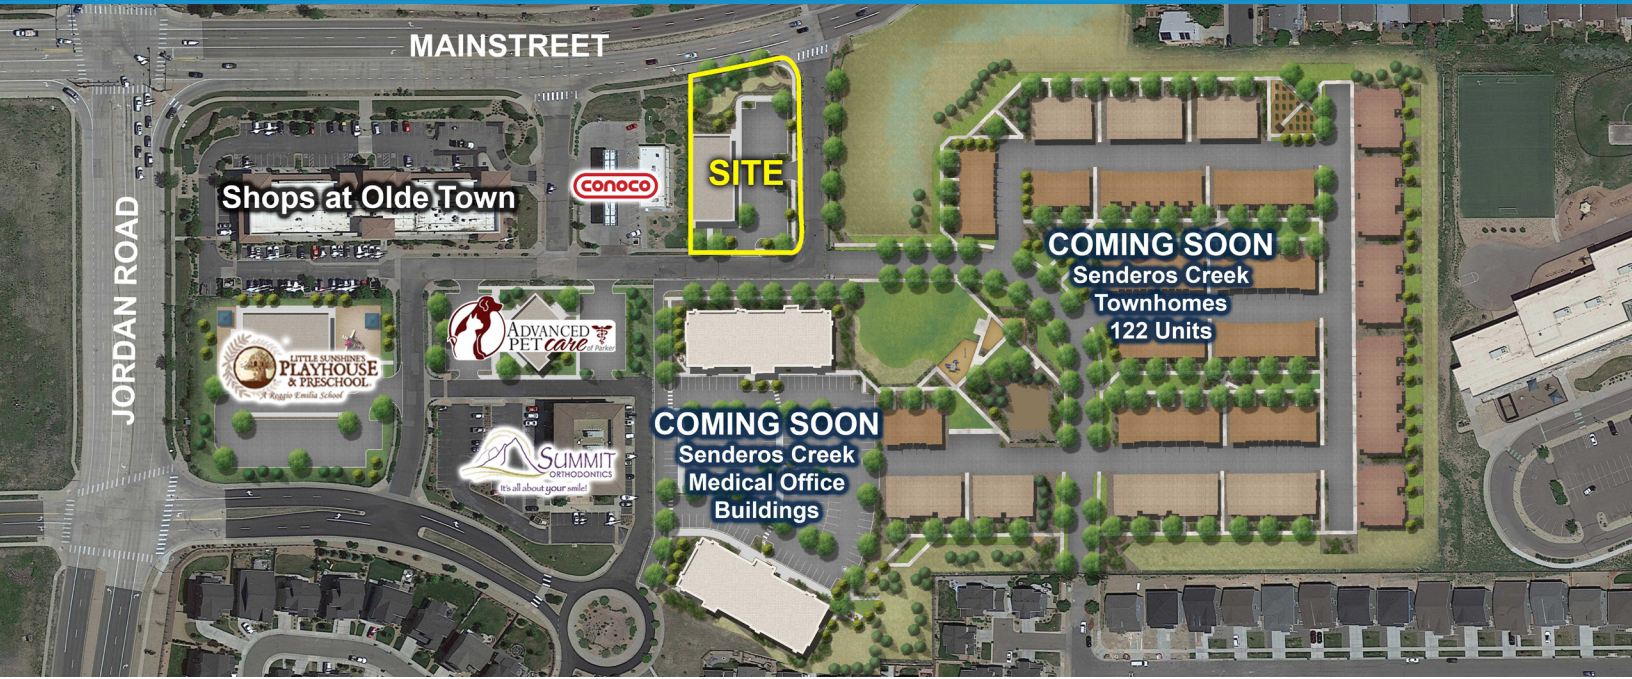 MAINSTREET
JORDAN ROAD
Shops at Olde Town
conoco
SITE
COMING SOON
Senderos Creek
Townhomes
122 Units
LITTLE SUNSHINE'S
PLAYHOUSE
& PRESCHOOL
A Reggio Emilia School
ADVANCED
PET care
of Parker
SUMMIT
ORTHODONTICS
It's all about your smile!
COMING SOON
Senderos Creek
Medical Office
Buildings